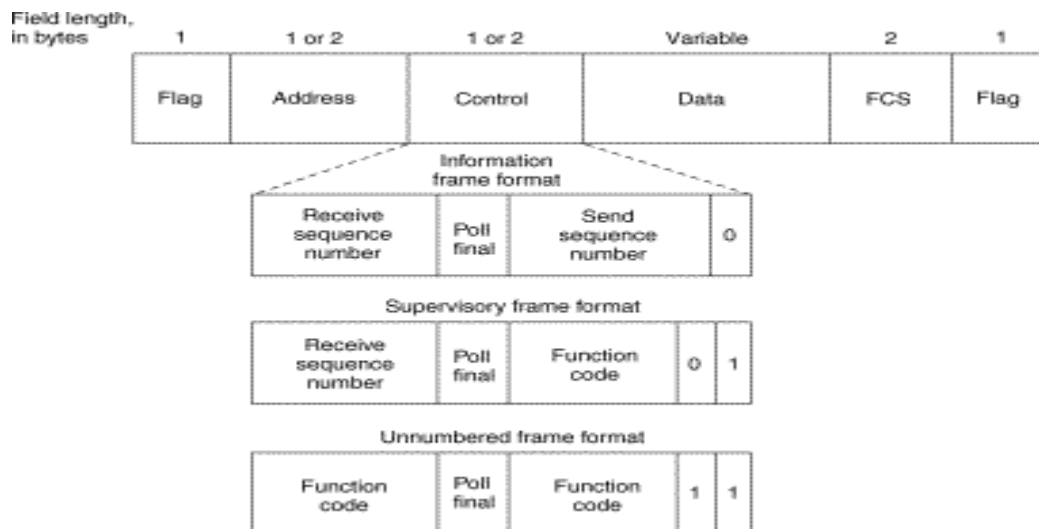 Field length,
in bytes 1 1 or 2 1 or 2 Variable 2 1
Flag Address Control Data FCS Flag
Information
frame format
Receive
sequence
number
Poll
final
Send
sequence
number
0
Supervisory frame format
Receive
sequence
number
Poll
final
Function
code
0
1
Unnumbered frame format
Function
code
Poll
final
Function
code
1
1